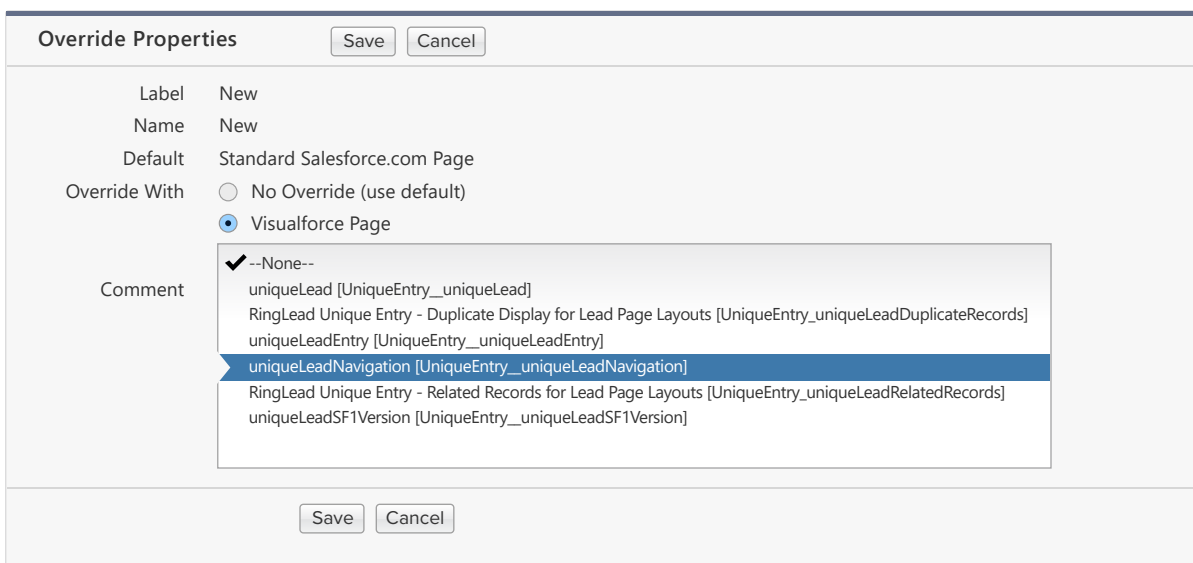 Override Properties Save Cancel
Label New
Name New
Default Standard Salesforce.com Page
Override With No Override (use default)
Visualforce Page
--None--
Comment uniqueLead [UniqueEntry__uniqueLead]
RingLead Unique Entry - Duplicate Display for Lead Page Layouts [UniqueEntry_uniqueLeadDuplicateRecords]
uniqueLeadEntry [UniqueEntry__uniqueLeadEntry]
uniqueLeadNavigation [UniqueEntry__uniqueLeadNavigation]
RingLead Unique Entry - Related Records for Lead Page Layouts [UniqueEntry_uniqueLeadRelatedRecords]
uniqueLeadSF1Version [UniqueEntry__uniqueLeadSF1Version]
Save Cancel